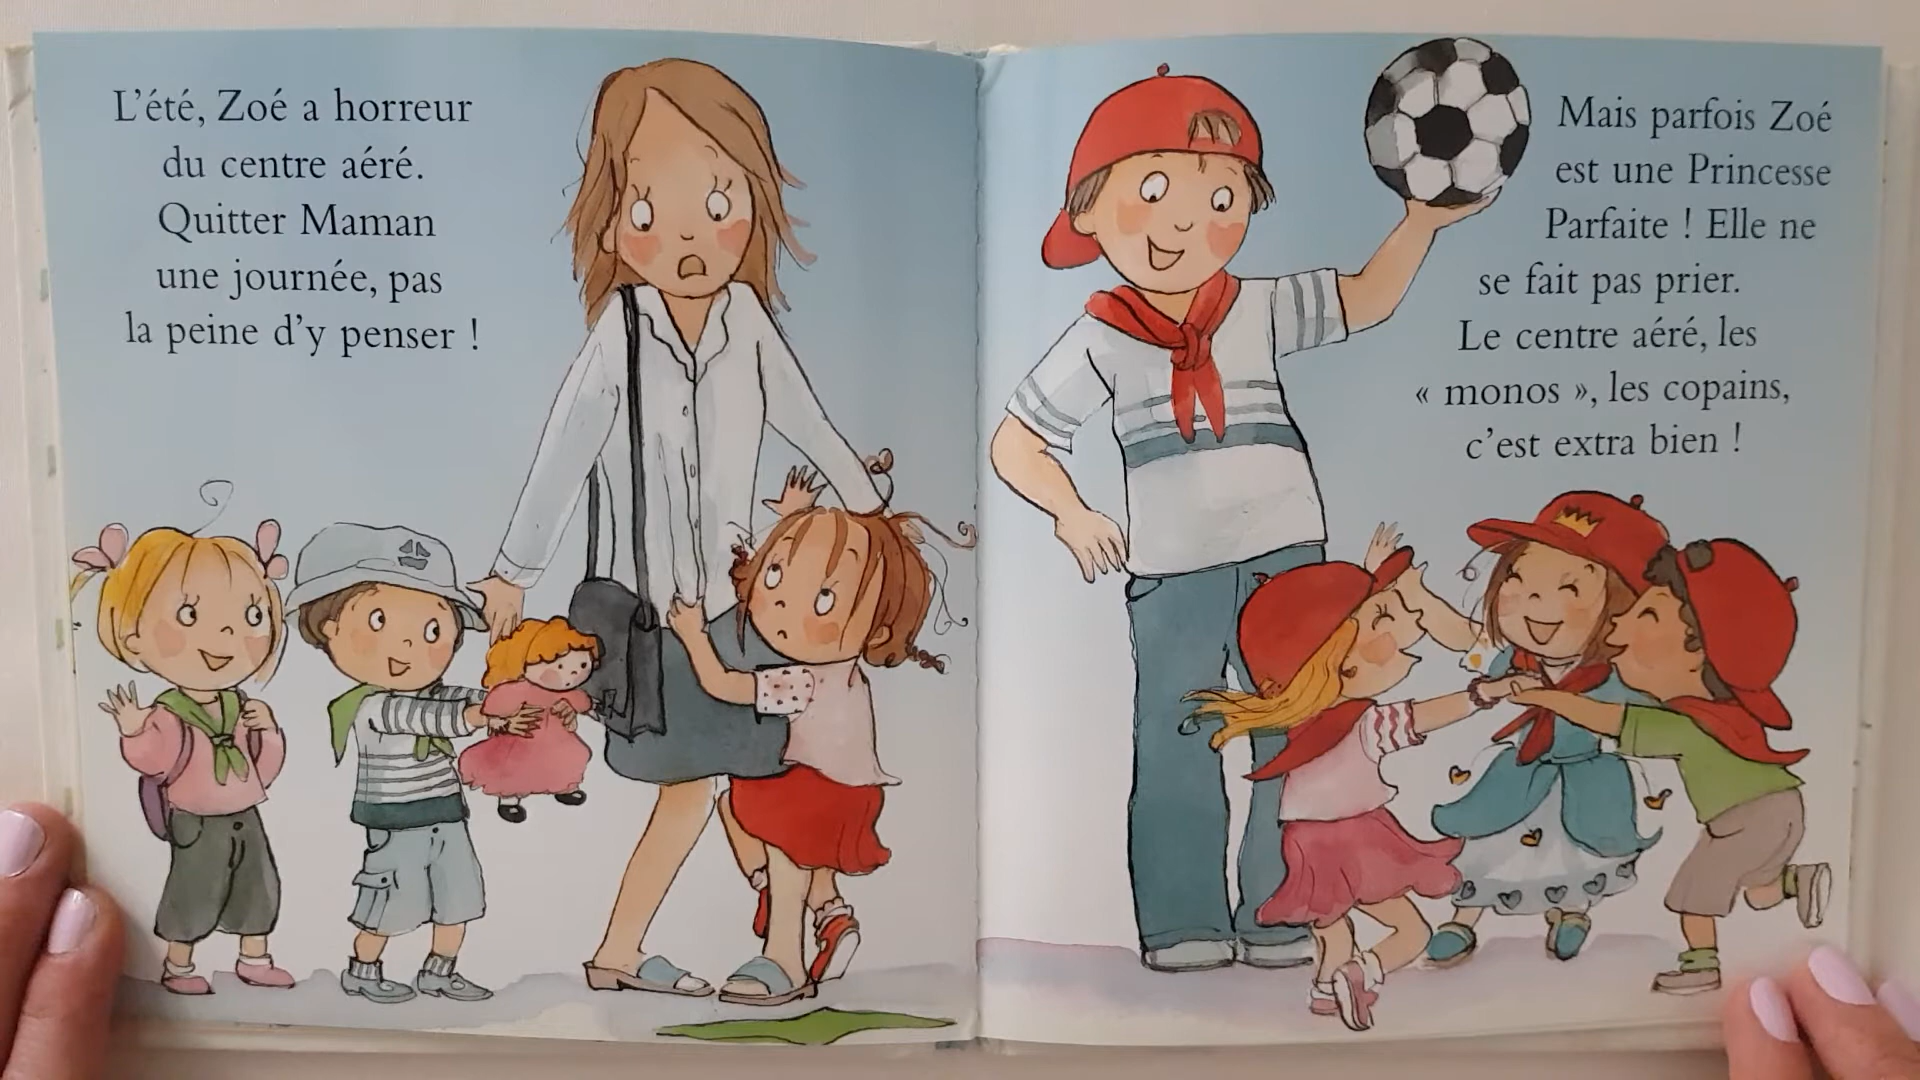 L'été, Zoé a horreur
du centre aéré.
Quitter Maman
une journée, pas
la peine d'y penser !
Mais parfois Zoé
est une Princesse
Parfaite ! Elle ne
se fait pas prier.
Le centre aéré, les
« monos », les copains,
c'est extra bien !